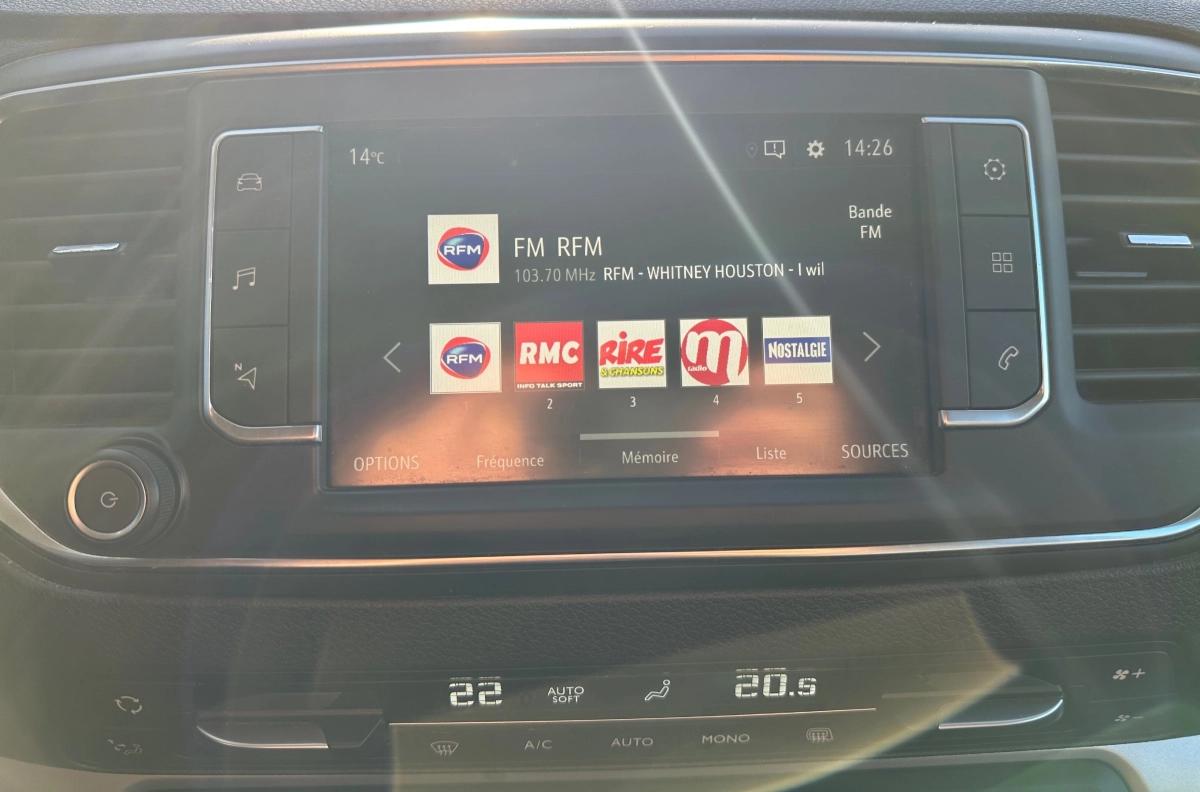 14°C
14:26
Bande
FM
RFM
FM RFM
103.70 MHz RFM - WHITNEY HOUSTON - I wil
RFM
RMC
INFO TALK SPORT
RIRE
& CHANSONS
m
radio
NOSTALGIE
2
3
4
5
OPTIONS
Fréquence
Mémoire
Liste
SOURCES
N
22
AUTO
SOFT
20.5
A/C
AUTO
MONO